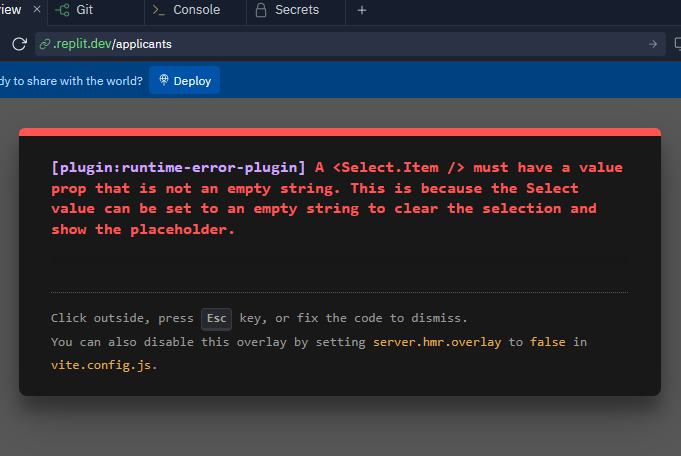 iew × Git >_ Console Secrets +
.replit.dev/applicants
dy to share with the world? Deploy
[plugin:runtime-error-plugin] A <Select.Item /> must have a value
prop that is not an empty string. This is because the Select
value can be set to an empty string to clear the selection and
show the placeholder.
Click outside, press Esc key, or fix the code to dismiss.
You can also disable this overlay by setting server.hmr.overlay to false in
vite.config.js.